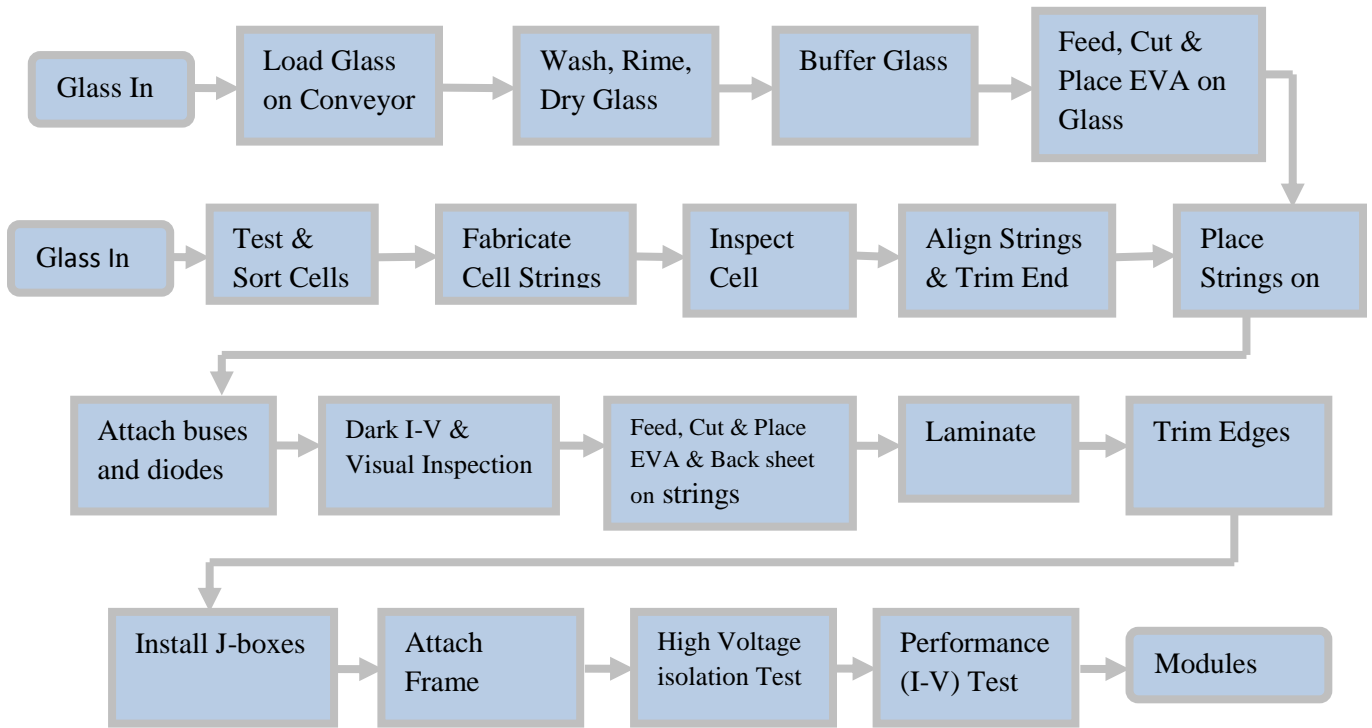 Glass In
Load Glass
on Conveyor
Wash, Rime,
Dry Glass
Buffer Glass
Feed, Cut &
Place EVA on
Glass
Glass In
Test &
Sort Cells
Fabricate
Cell Strings
Inspect
Cell
Align Strings
& Trim End
Place
Strings on
Attach buses
and diodes
Dark I-V &
Visual Inspection
Feed, Cut & Place
EVA & Back sheet
on strings
Laminate
Trim Edges
Install J-boxes
Attach
Frame
High Voltage
isolation Test
Performance
(I-V) Test
Modules